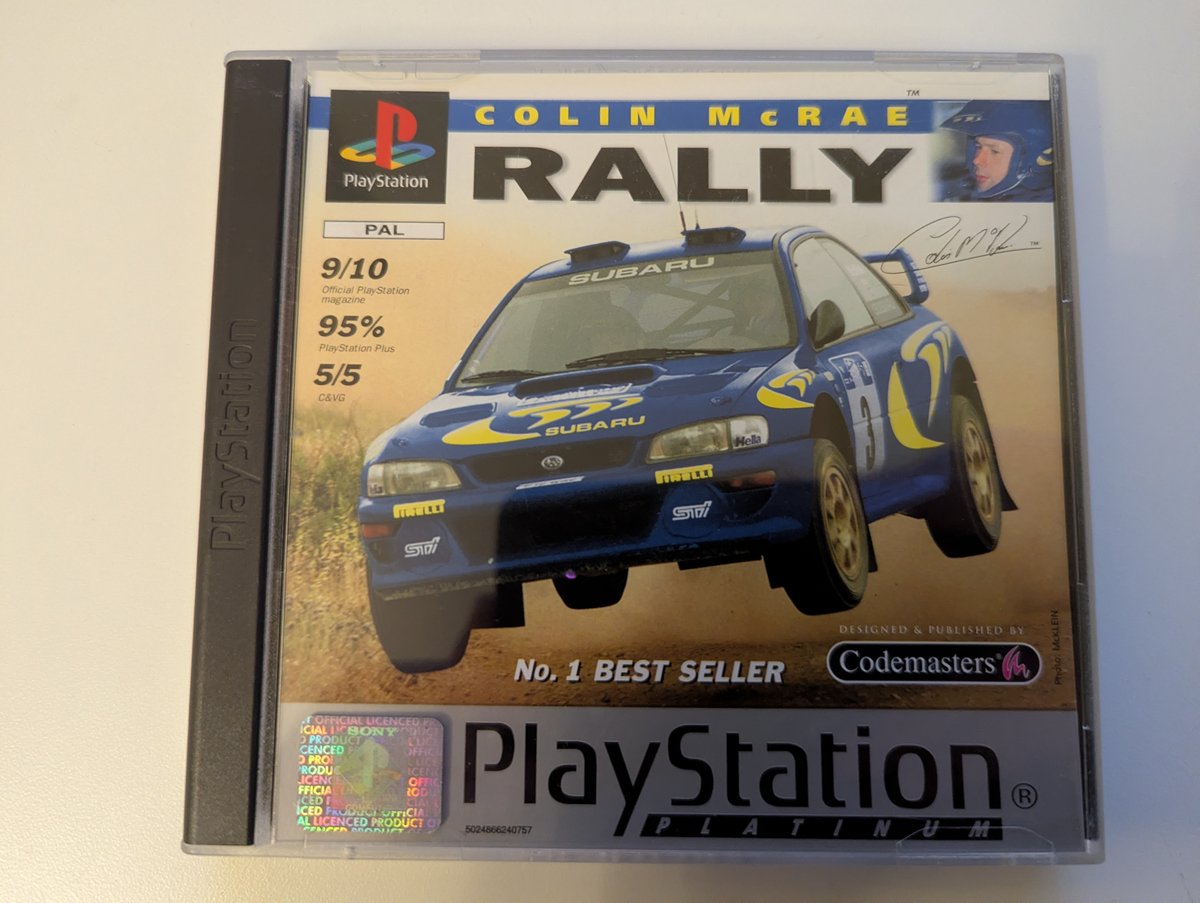 PlayStation
COLIN McRAE™
RALLY
PlayStation
PAL
9/10
Official PlayStation
magazine
95%
PlayStation Plus
5/5
C&VG
™
SUBARU
SUBARU
Hella
PIRELLI
PIRELLI
STi
STi
3
DESIGNED & PUBLISHED BY
Codemasters®
No. 1 BEST SELLER
Photo: McKLEIN
SONY
OFFICIAL LICENCED PRODUCT
PlayStation®
PLATINUM
5024866240757